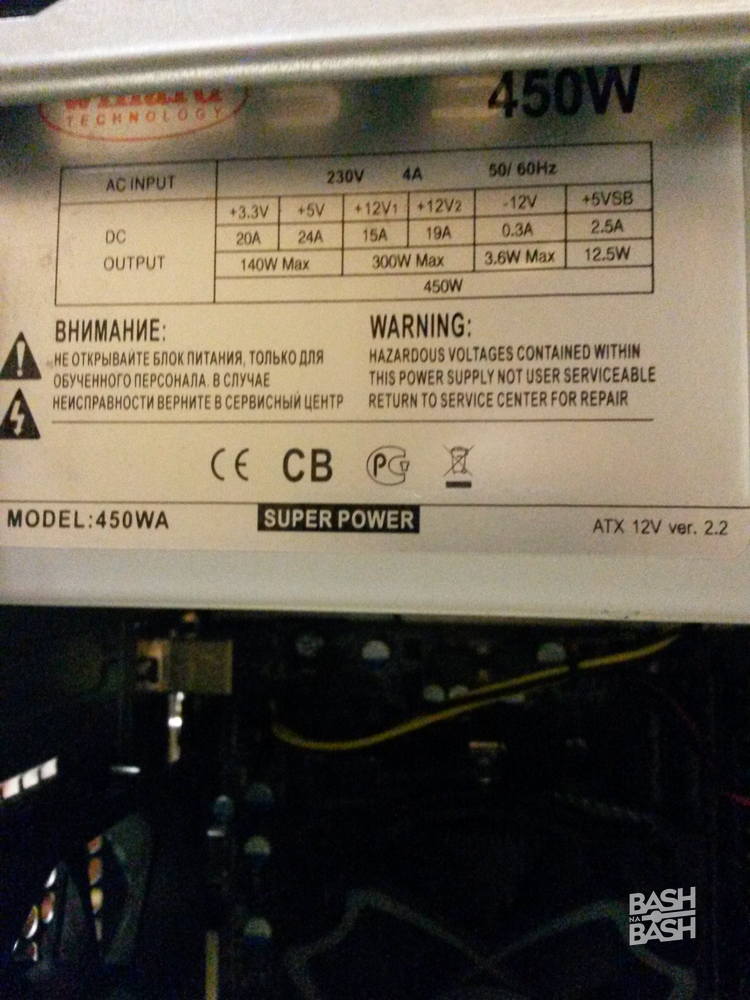 TECHNOLOGY
450W
AC INPUT 230V 4A 50/ 60Hz
DC OUTPUT +3.3V +5V +12V1 +12V2 -12V +5VSB
20A 24A 15A 19A 0.3A 2.5A
140W Max 300W Max 3.6W Max 12.5W
450W
ВНИМАНИЕ:
НЕ ОТКРЫВАЙТЕ БЛОК ПИТАНИЯ, ТОЛЬКО ДЛЯ
ОБУЧЕННОГО ПЕРСОНАЛА. В СЛУЧАЕ
НЕИСПРАВНОСТИ ВЕРНИТЕ В СЕРВИСНЫЙ ЦЕНТР
WARNING:
HAZARDOUS VOLTAGES CONTAINED WITHIN
THIS POWER SUPPLY NOT USER SERVICEABLE
RETURN TO SERVICE CENTER FOR REPAIR
CE CB PG
MODEL:450WA SUPER POWER ATX 12V ver. 2.2
BASH
NA
BASH